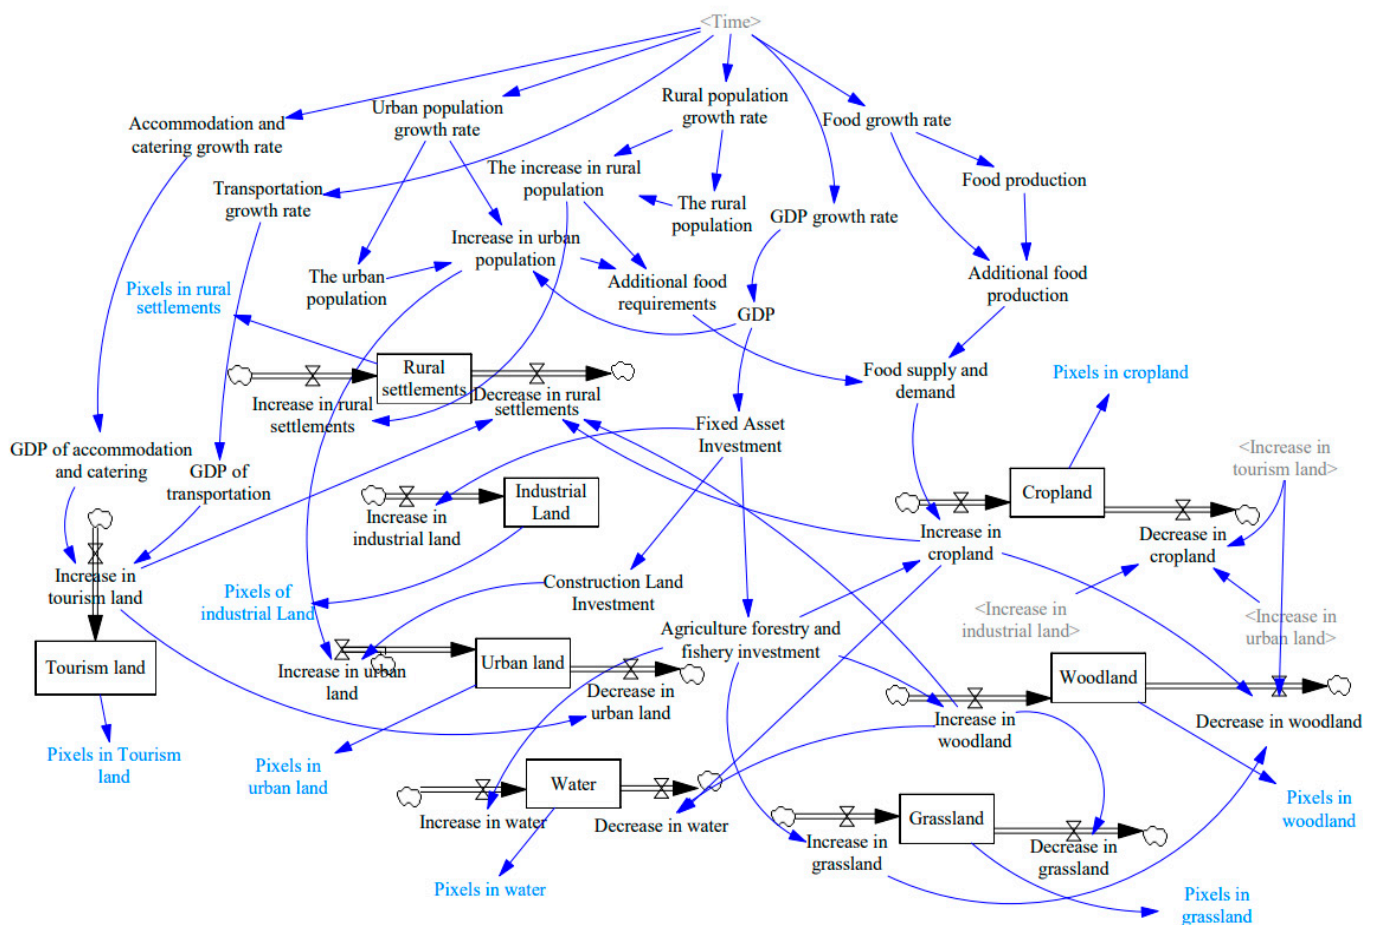 <Time>
Accommodation and
catering growth rate
Urban population
growth rate
Rural population
growth rate
Food growth rate
Transportation
growth rate
The increase in rural
population
The rural
population
GDP growth rate
Food production
Increase in urban
population
The urban
population
Additional food
requirements
Additional food
production
Pixels in rural
settlements
GDP
Rural
settlements
Increase in rural
settlements
Decrease in rural
settlements
Food supply and
demand
Pixels in cropland
Fixed Asset
Investment
GDP of accommodation
and catering
GDP of
transportation
<Increase in
tourism land>
Industrial
Land
Increase in
industrial land
Cropland
Increase in
cropland
Decrease in
cropland
Increase in
tourism land
Pixels of
industrial Land
Construction Land
Investment
<Increase in
industrial land>
<Increase in
urban land>
Agriculture forestry and
fishery investment
Tourism land
Increase in urban
land
Urban land
Decrease in
urban land
Woodland
Increase in
woodland
Decrease in woodland
Pixels in Tourism
land
Pixels in
urban land
Water
Increase in water
Decrease in water
Grassland
Increase in
grassland
Decrease in
grassland
Pixels in
woodland
Pixels in water
Pixels in
grassland